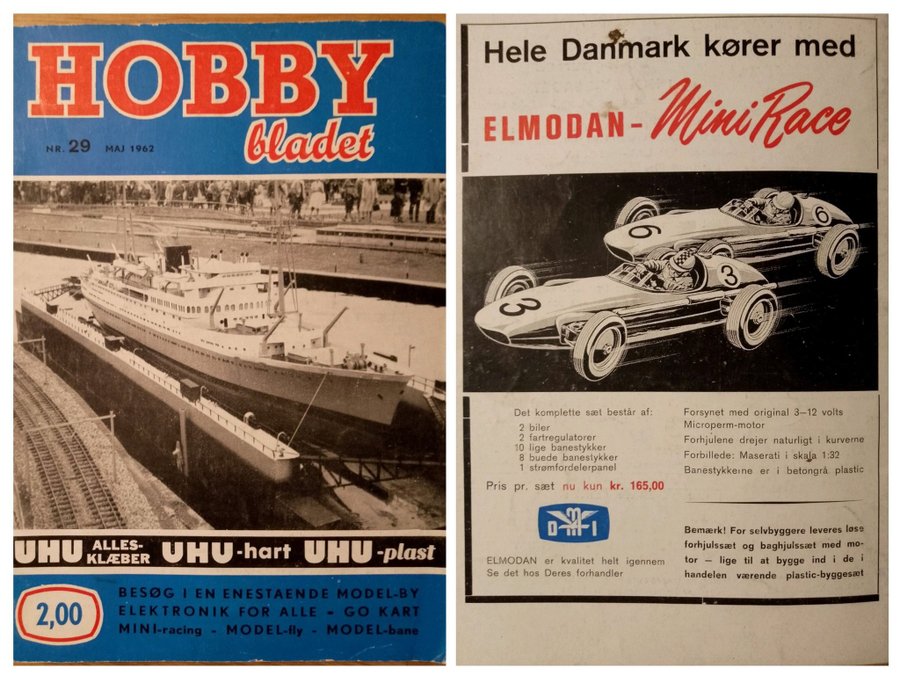 HOBBY
bladet
NR. 29 MAJ 1962
UHU ALLES-KLÆBER UHU-hart UHU-plast
2,00
BESØG I EN ENESTAENDE MODEL-BY
ELEKTRONIK FOR ALLE - GO KART
MINI-racing - MODEL-fly - MODEL-bane
Hele Danmark kører med
ELMODAN - Mini Race
6
6
3
3
Det komplette sæt består af:
2 biler
2 fartregulatorer
10 lige banestykker
8 buede banestykker
1 strømfordelerpanel
Pris pr. sæt nu kun kr. 165,00
DMI
ELMODAN er kvalitet helt igennem
Se det hos Deres forhandler
Forsynet med original 3–12 volts
Microperm-motor
Forhjulene drejer naturligt i kurverne
Forbillede: Maserati i skala 1:32
Banestykkerne er i betongrå plastic
Bemærk! For selvbyggere leveres løse
forhjulssæt og baghjulssæt med mo-
tor — lige til at bygge ind i de i
handelen værende plastic-byggesæt